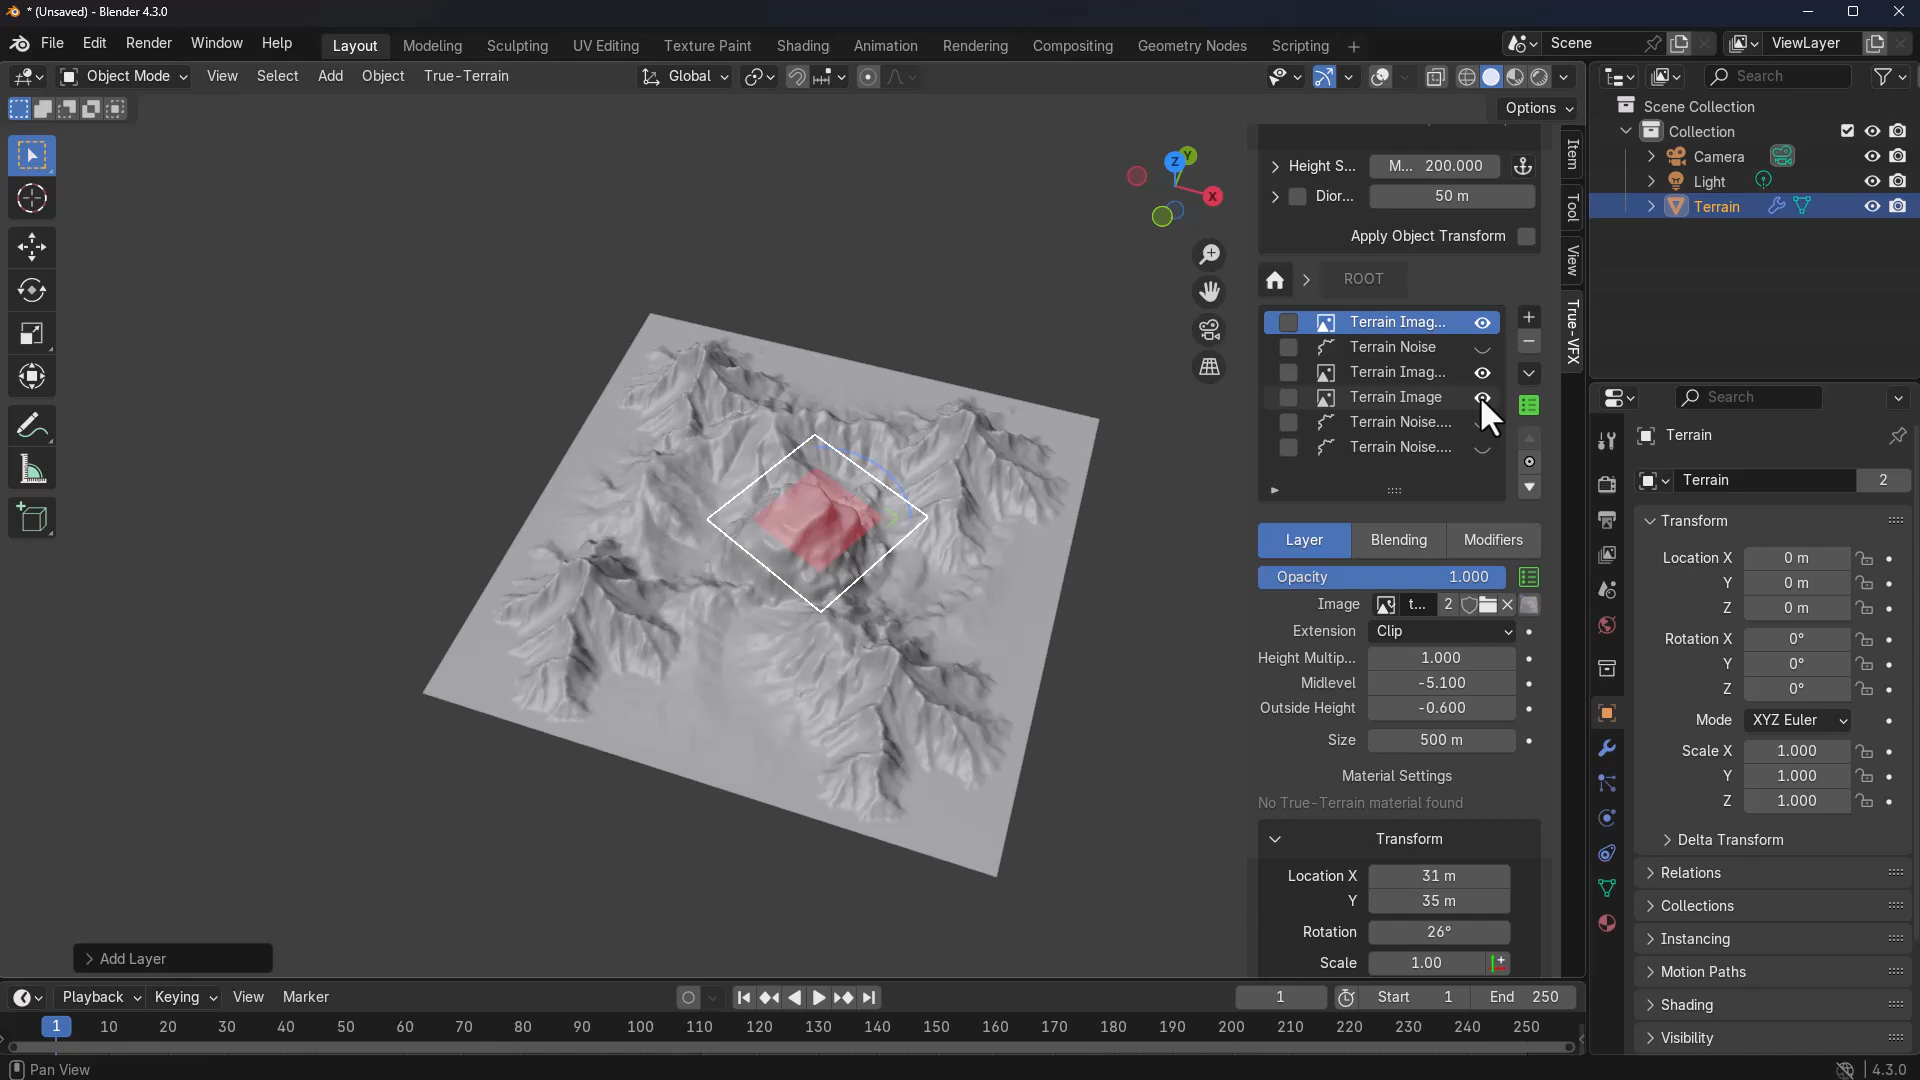 * (Unsaved) - Blender 4.3.0
File Edit Render Window Help
Layout Modeling Sculpting UV Editing Texture Paint Shading Animation Rendering Compositing Geometry Nodes Scripting +
Scene
ViewLayer
Object Mode View Select Add Object True-Terrain
Global
Options
Search
Scene Collection
Collection
Camera
Light
Terrain
Item
Tool
View
True-VFX
Height S... M... 200.000
Dior... 50 m
Apply Object Transform
ROOT
Terrain Imag...
Terrain Noise
Terrain Imag...
Terrain Image
Terrain Noise....
Terrain Noise....
Layer Blending Modifiers
Opacity 1.000
Image t... 2
Extension Clip
Height Multip... 1.000
Midlevel -5.100
Outside Height -0.600
Size 500 m
Material Settings
No True-Terrain material found
Transform
Location X 31 m
Y 35 m
Rotation 26°
Scale 1.00
X
Y
Z
Search
Terrain
Terrain 2
Transform
Location X 0 m
Y 0 m
Z 0 m
Rotation X 0°
Y 0°
Z 0°
Mode XYZ Euler
Scale X 1.000
Y 1.000
Z 1.000
Delta Transform
Relations
Collections
Instancing
Motion Paths
Shading
Visibility
Add Layer
Playback Keying View Marker
1 Start 1 End 250
1 10 20 30 40 50 60 70 80 90 100 110 120 130 140 150 160 170 180 190 200 210 220 230 240 250
Pan View
4.3.0